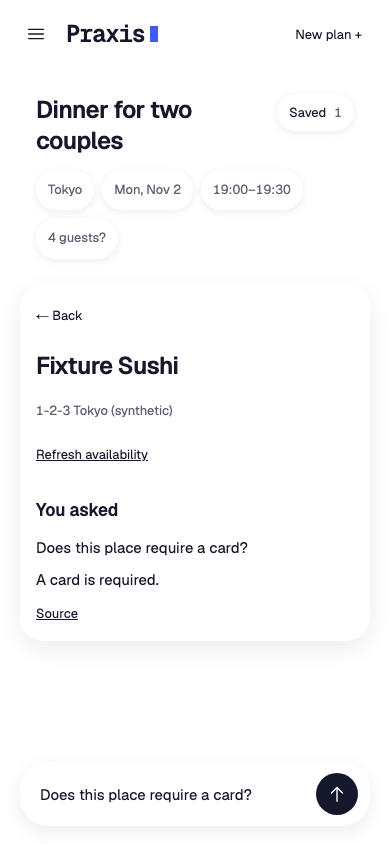 Praxis
New plan +
Dinner for two
couples
Saved 1
Tokyo
Mon, Nov 2
19:00–19:30
4 guests?
← Back
Fixture Sushi
1-2-3 Tokyo (synthetic)
Refresh availability
You asked
Does this place require a card?
A card is required.
Source
Does this place require a card?